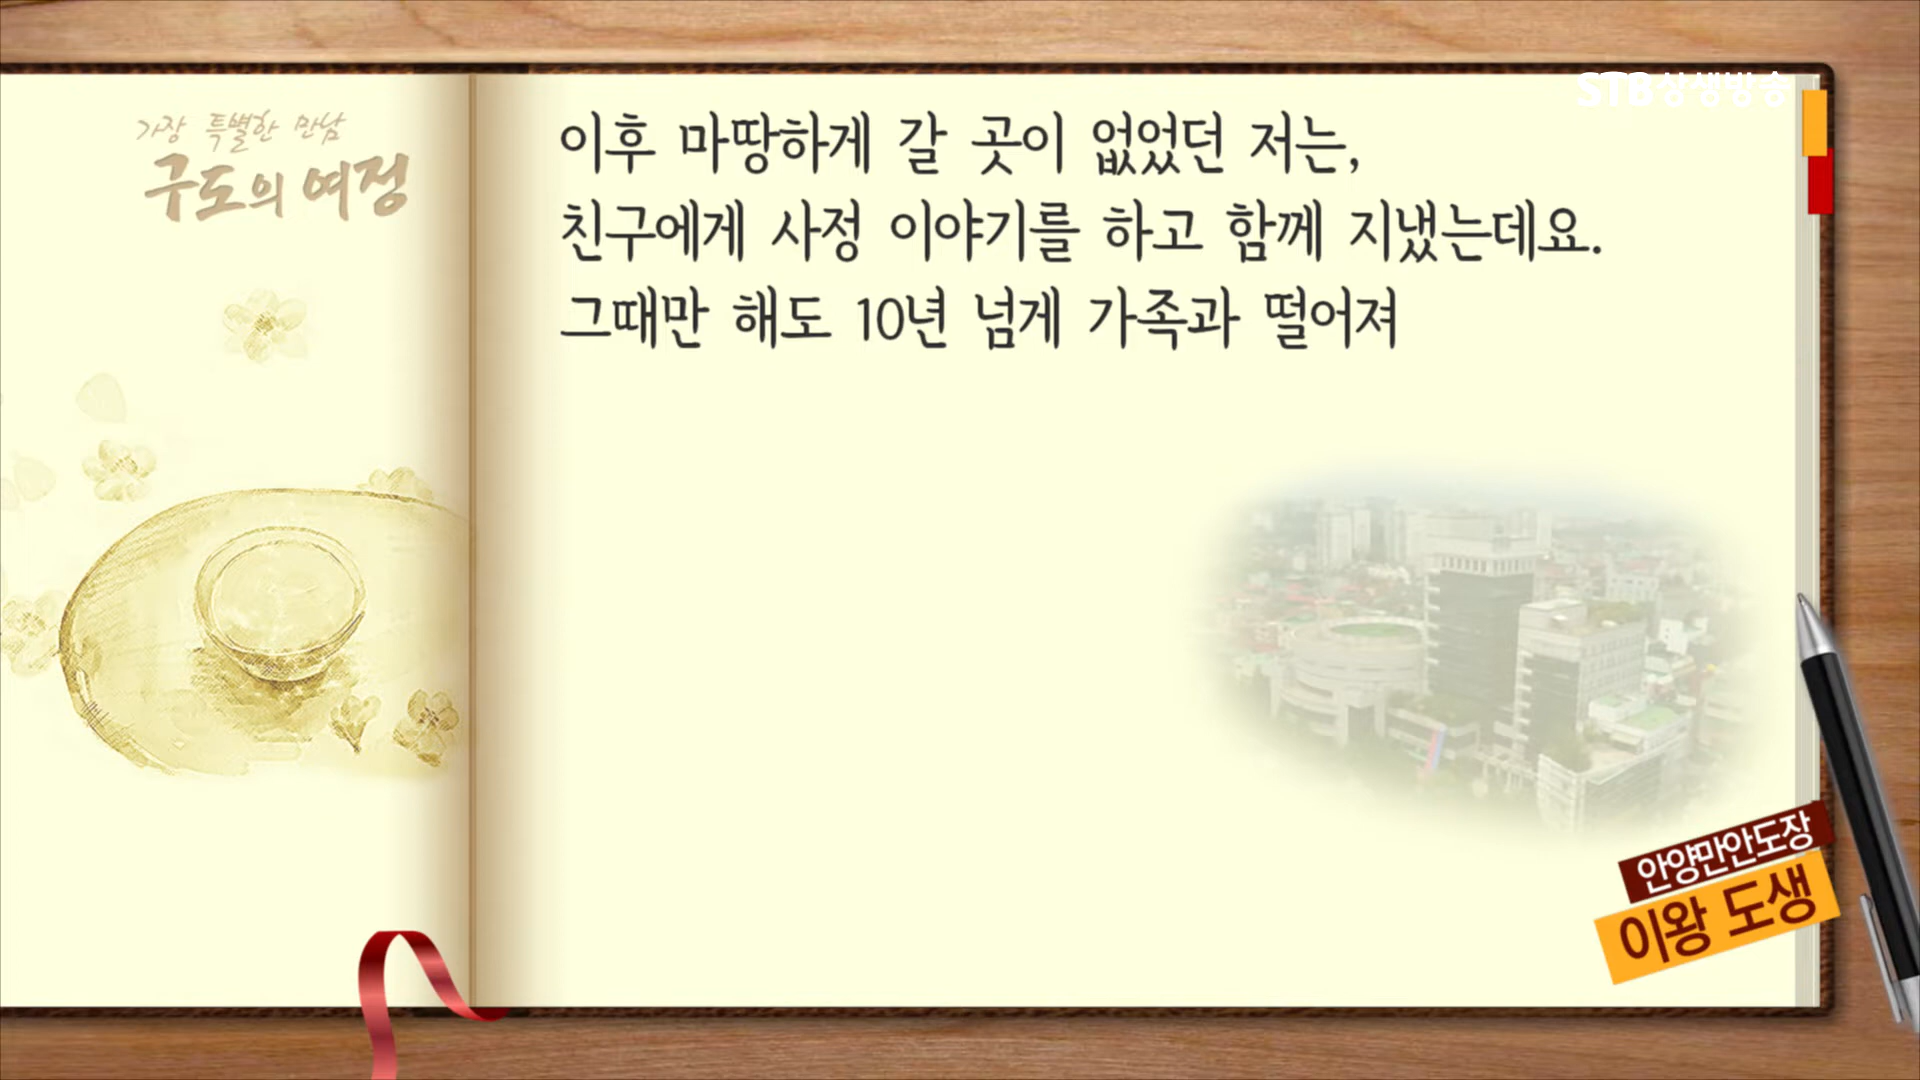 STB상생방송
가장 특별한 만남
구도의 여정
이후 마땅하게 갈 곳이 없었던 저는,
친구에게 사정 이야기를 하고 함께 지냈는데요.
그때만 해도 10년 넘게 가족과 떨어져
안양만안도장
이왕 도생